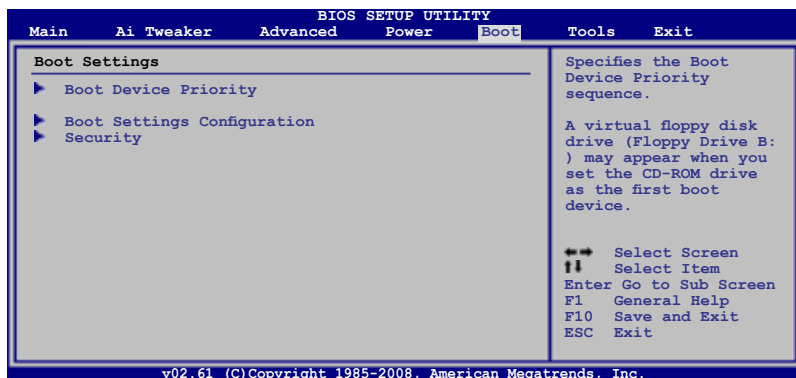 BIOS SETUP UTILITY
Main Ai Tweaker Advanced Power Boot Tools Exit
Boot Settings
Boot Device Priority
Boot Settings Configuration
Security
Specifies the Boot
Device Priority
sequence.
A virtual floppy disk
drive (Floppy Drive B:
) may appear when you
set the CD-ROM drive
as the first boot
device.
←→ Select Screen
↑↓ Select Item
Enter Go to Sub Screen
F1 General Help
F10 Save and Exit
ESC Exit
v02.61 (C)Copyright 1985-2008, American Megatrends, Inc.